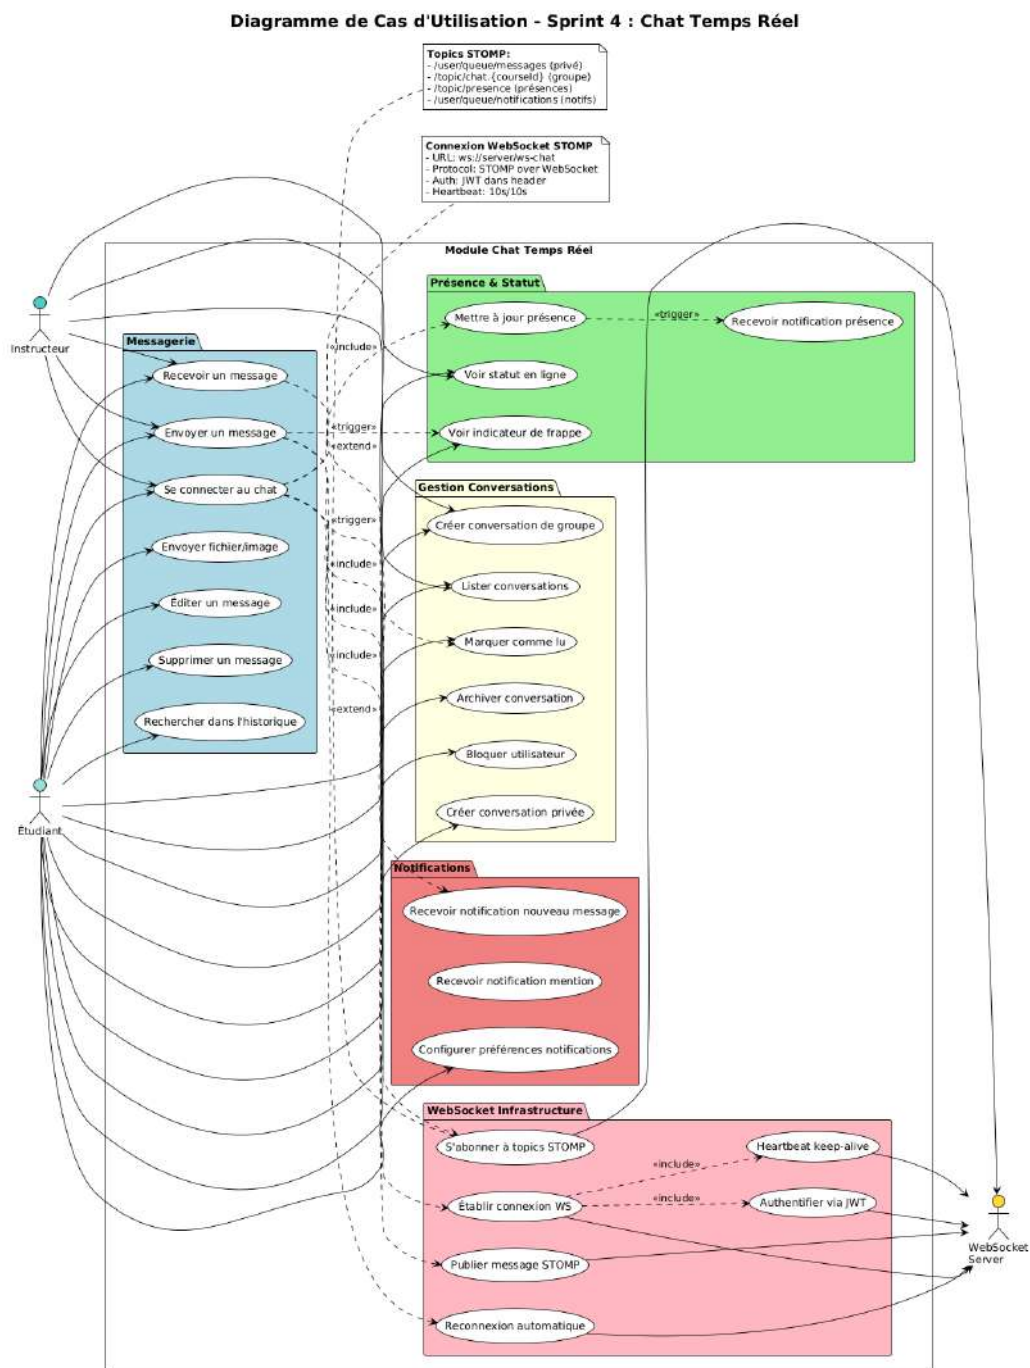 Diagramme de Cas d'Utilisation - Sprint 4 : Chat Temps Réel
Topics STOMP:
- /user/queue/messages (privé)
- /topic/chat.{courseId} (groupe)
- /topic/presence (présences)
- /user/queue/notifications (notifs)
Connexion WebSocket STOMP
- URL: ws://server/ws-chat
- Protocol: STOMP over WebSocket
- Auth: JWT dans header
- Heartbeat: 10s/10s
Module Chat Temps Réel
Présence & Statut
Mettre à jour présence
«trigger»
Recevoir notification présence
Voir statut en ligne
Voir indicateur de frappe
Instructeur
Messagerie
Recevoir un message
Envoyer un message
Se connecter au chat
Envoyer fichier/image
Éditer un message
Supprimer un message
Rechercher dans l'historique
«include»
«trigger»
«extend»
«trigger»
«include»
«include»
«include»
«extend»
Gestion Conversations
Créer conversation de groupe
Lister conversations
Marquer comme lu
Archiver conversation
Bloquer utilisateur
Créer conversation privée
Étudiant
Notifications
Recevoir notification nouveau message
Recevoir notification mention
Configurer préférences notifications
WebSocket Infrastructure
S'abonner à topics STOMP
Heartbeat keep-alive
«include»
Établir connexion WS
«include»
Authentifier via JWT
Publier message STOMP
Reconnexion automatique
WebSocket
Server